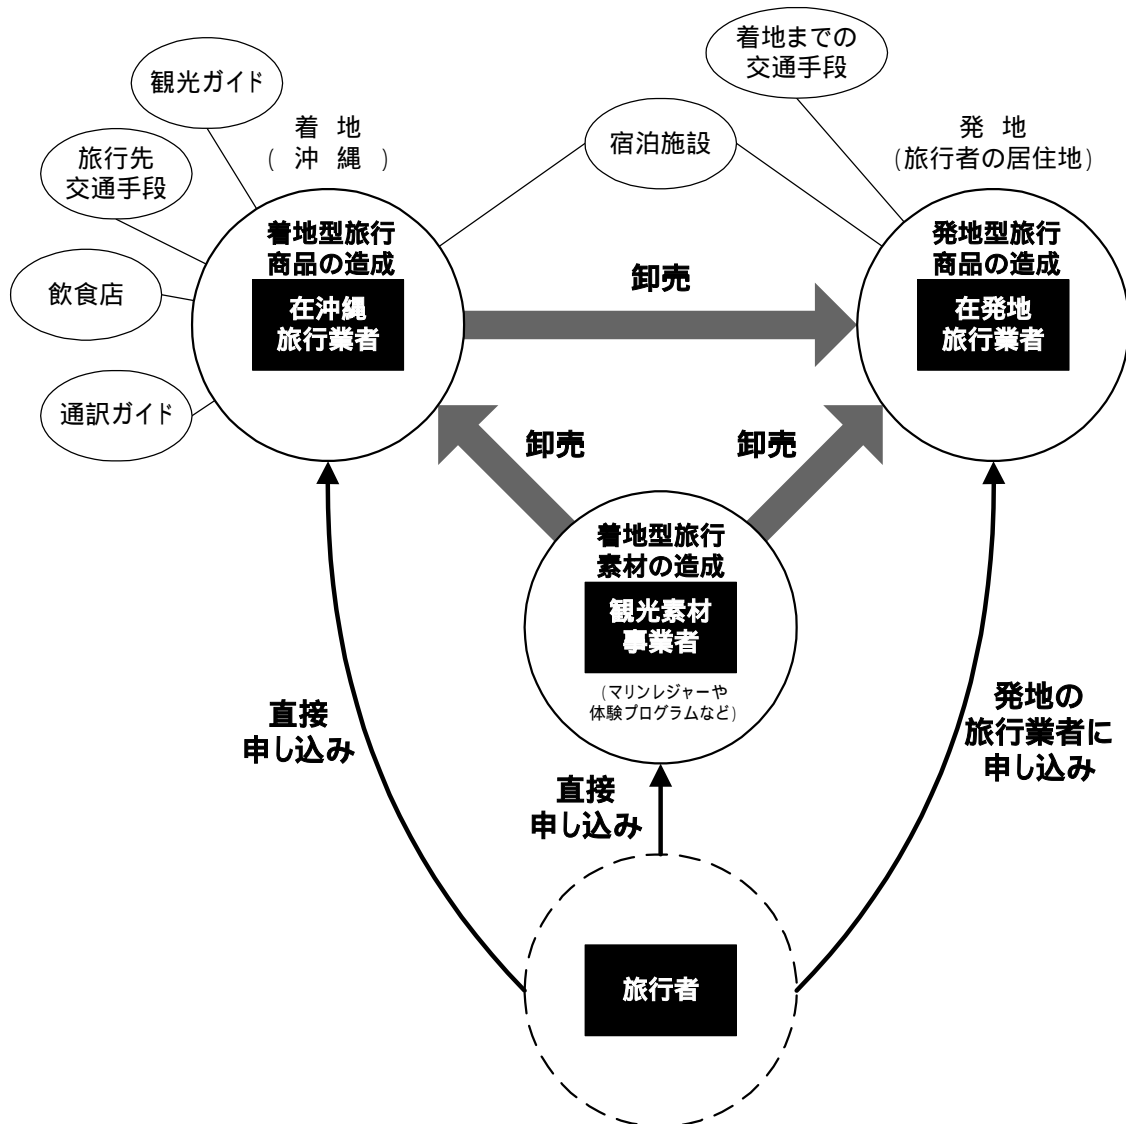 着地までの
交通手段
観光ガイド
着 地
( 沖 縄 )
宿泊施設
発 地
(旅行者の居住地)
旅行先
交通手段
着地型旅行
商品の造成
在沖縄
旅行業者
発地型旅行
商品の造成
在発地
旅行業者
飲食店
卸売
通訳ガイド
卸売
卸売
着地型旅行
素材の造成
観光素材
事業者
(マリンレジャーや
体験プログラムなど)
直接
申し込み
発地の
旅行業者に
申し込み
直接
申し込み
旅行者